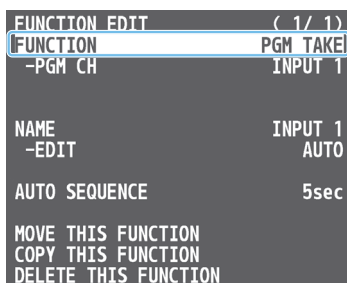 FUNCTION EDIT ( 1/ 1)
FUNCTION PGM TAKE
-PGM CH INPUT 1
NAME INPUT 1
-EDIT AUTO
AUTO SEQUENCE 5sec
MOVE THIS FUNCTION
COPY THIS FUNCTION
DELETE THIS FUNCTION